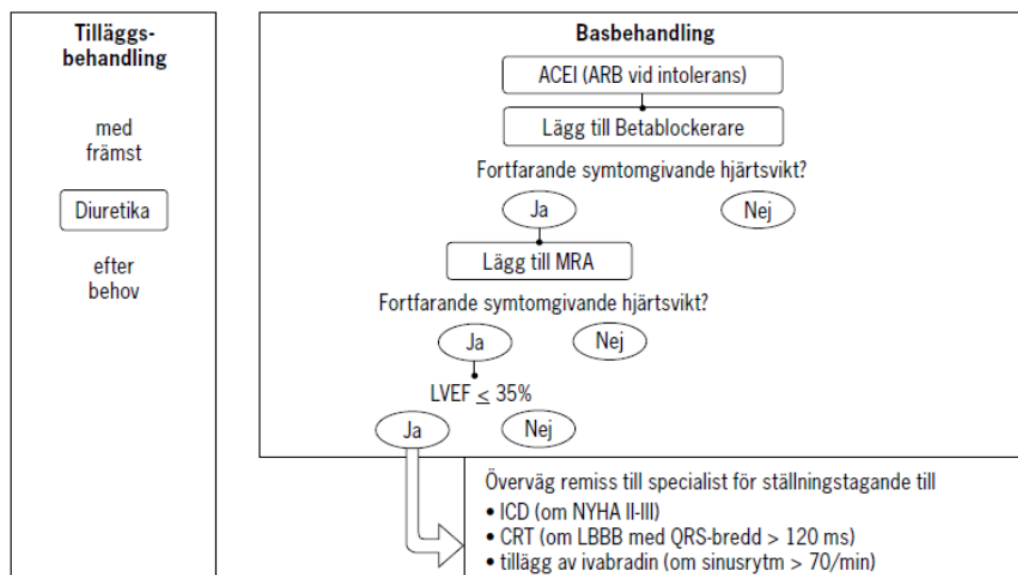 Tilläggs-
behandling
med
främst
Diuretika
efter
behov
Basbehandling
ACEI (ARB vid intolerans)
Lägg till Betablockerare
Fortfarande symtomgivande hjärtsvikt?
Ja
Nej
Lägg till MRA
Fortfarande symtomgivande hjärtsvikt?
Ja
Nej
LVEF ≤ 35%
Ja
Nej
Överväg remiss till specialist för ställningstagande till
• ICD (om NYHA II-III)
• CRT (om LBBB med QRS-bredd > 120 ms)
• tillägg av ivabradin (om sinusrytm > 70/min)